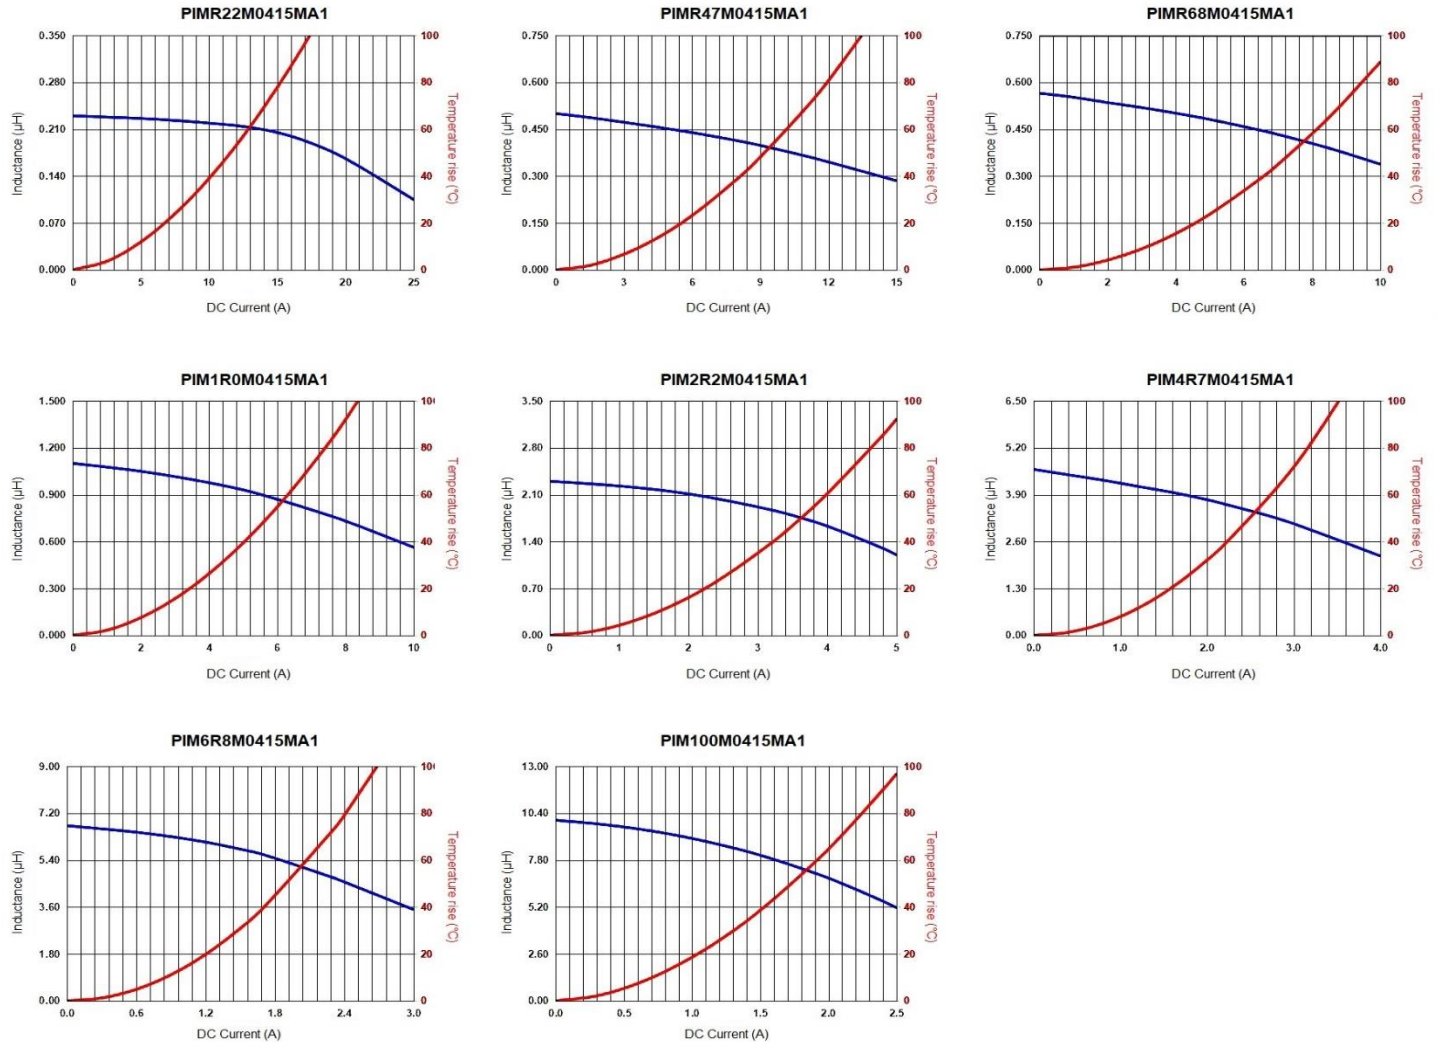 PIMR22M0415MA1
0.350
0.280
0.210
0.140
0.070
0.000
Inductance (µH)
100
80
60
40
20
0
Temperature rise (°C)
0 5 10 15 20 25
DC Current (A)
PIMR47M0415MA1
0.750
0.600
0.450
0.300
0.150
0.000
Inductance (µH)
100
80
60
40
20
0
Temperature rise (°C)
0 3 6 9 12 15
DC Current (A)
PIMR68M0415MA1
0.750
0.600
0.450
0.300
0.150
0.000
Inductance (µH)
100
80
60
40
20
0
Temperature rise (°C)
0 2 4 6 8 10
DC Current (A)
PIM1R0M0415MA1
1.500
1.200
0.900
0.600
0.300
0.000
Inductance (µH)
100
80
60
40
20
0
Temperature rise (°C)
0 2 4 6 8 10
DC Current (A)
PIM2R2M0415MA1
3.50
2.80
2.10
1.40
0.70
0.00
Inductance (µH)
100
80
60
40
20
0
Temperature rise (°C)
0 1 2 3 4 5
DC Current (A)
PIM4R7M0415MA1
6.50
5.20
3.90
2.60
1.30
0.00
Inductance (µH)
100
80
60
40
20
0
Temperature rise (°C)
0.0 1.0 2.0 3.0 4.0
DC Current (A)
PIM6R8M0415MA1
9.00
7.20
5.40
3.60
1.80
0.00
Inductance (µH)
100
80
60
40
20
0
Temperature rise (°C)
0.0 0.6 1.2 1.8 2.4 3.0
DC Current (A)
PIM100M0415MA1
13.00
10.40
7.80
5.20
2.60
0.00
Inductance (µH)
100
80
60
40
20
0
Temperature rise (°C)
0.0 0.5 1.0 1.5 2.0 2.5
DC Current (A)